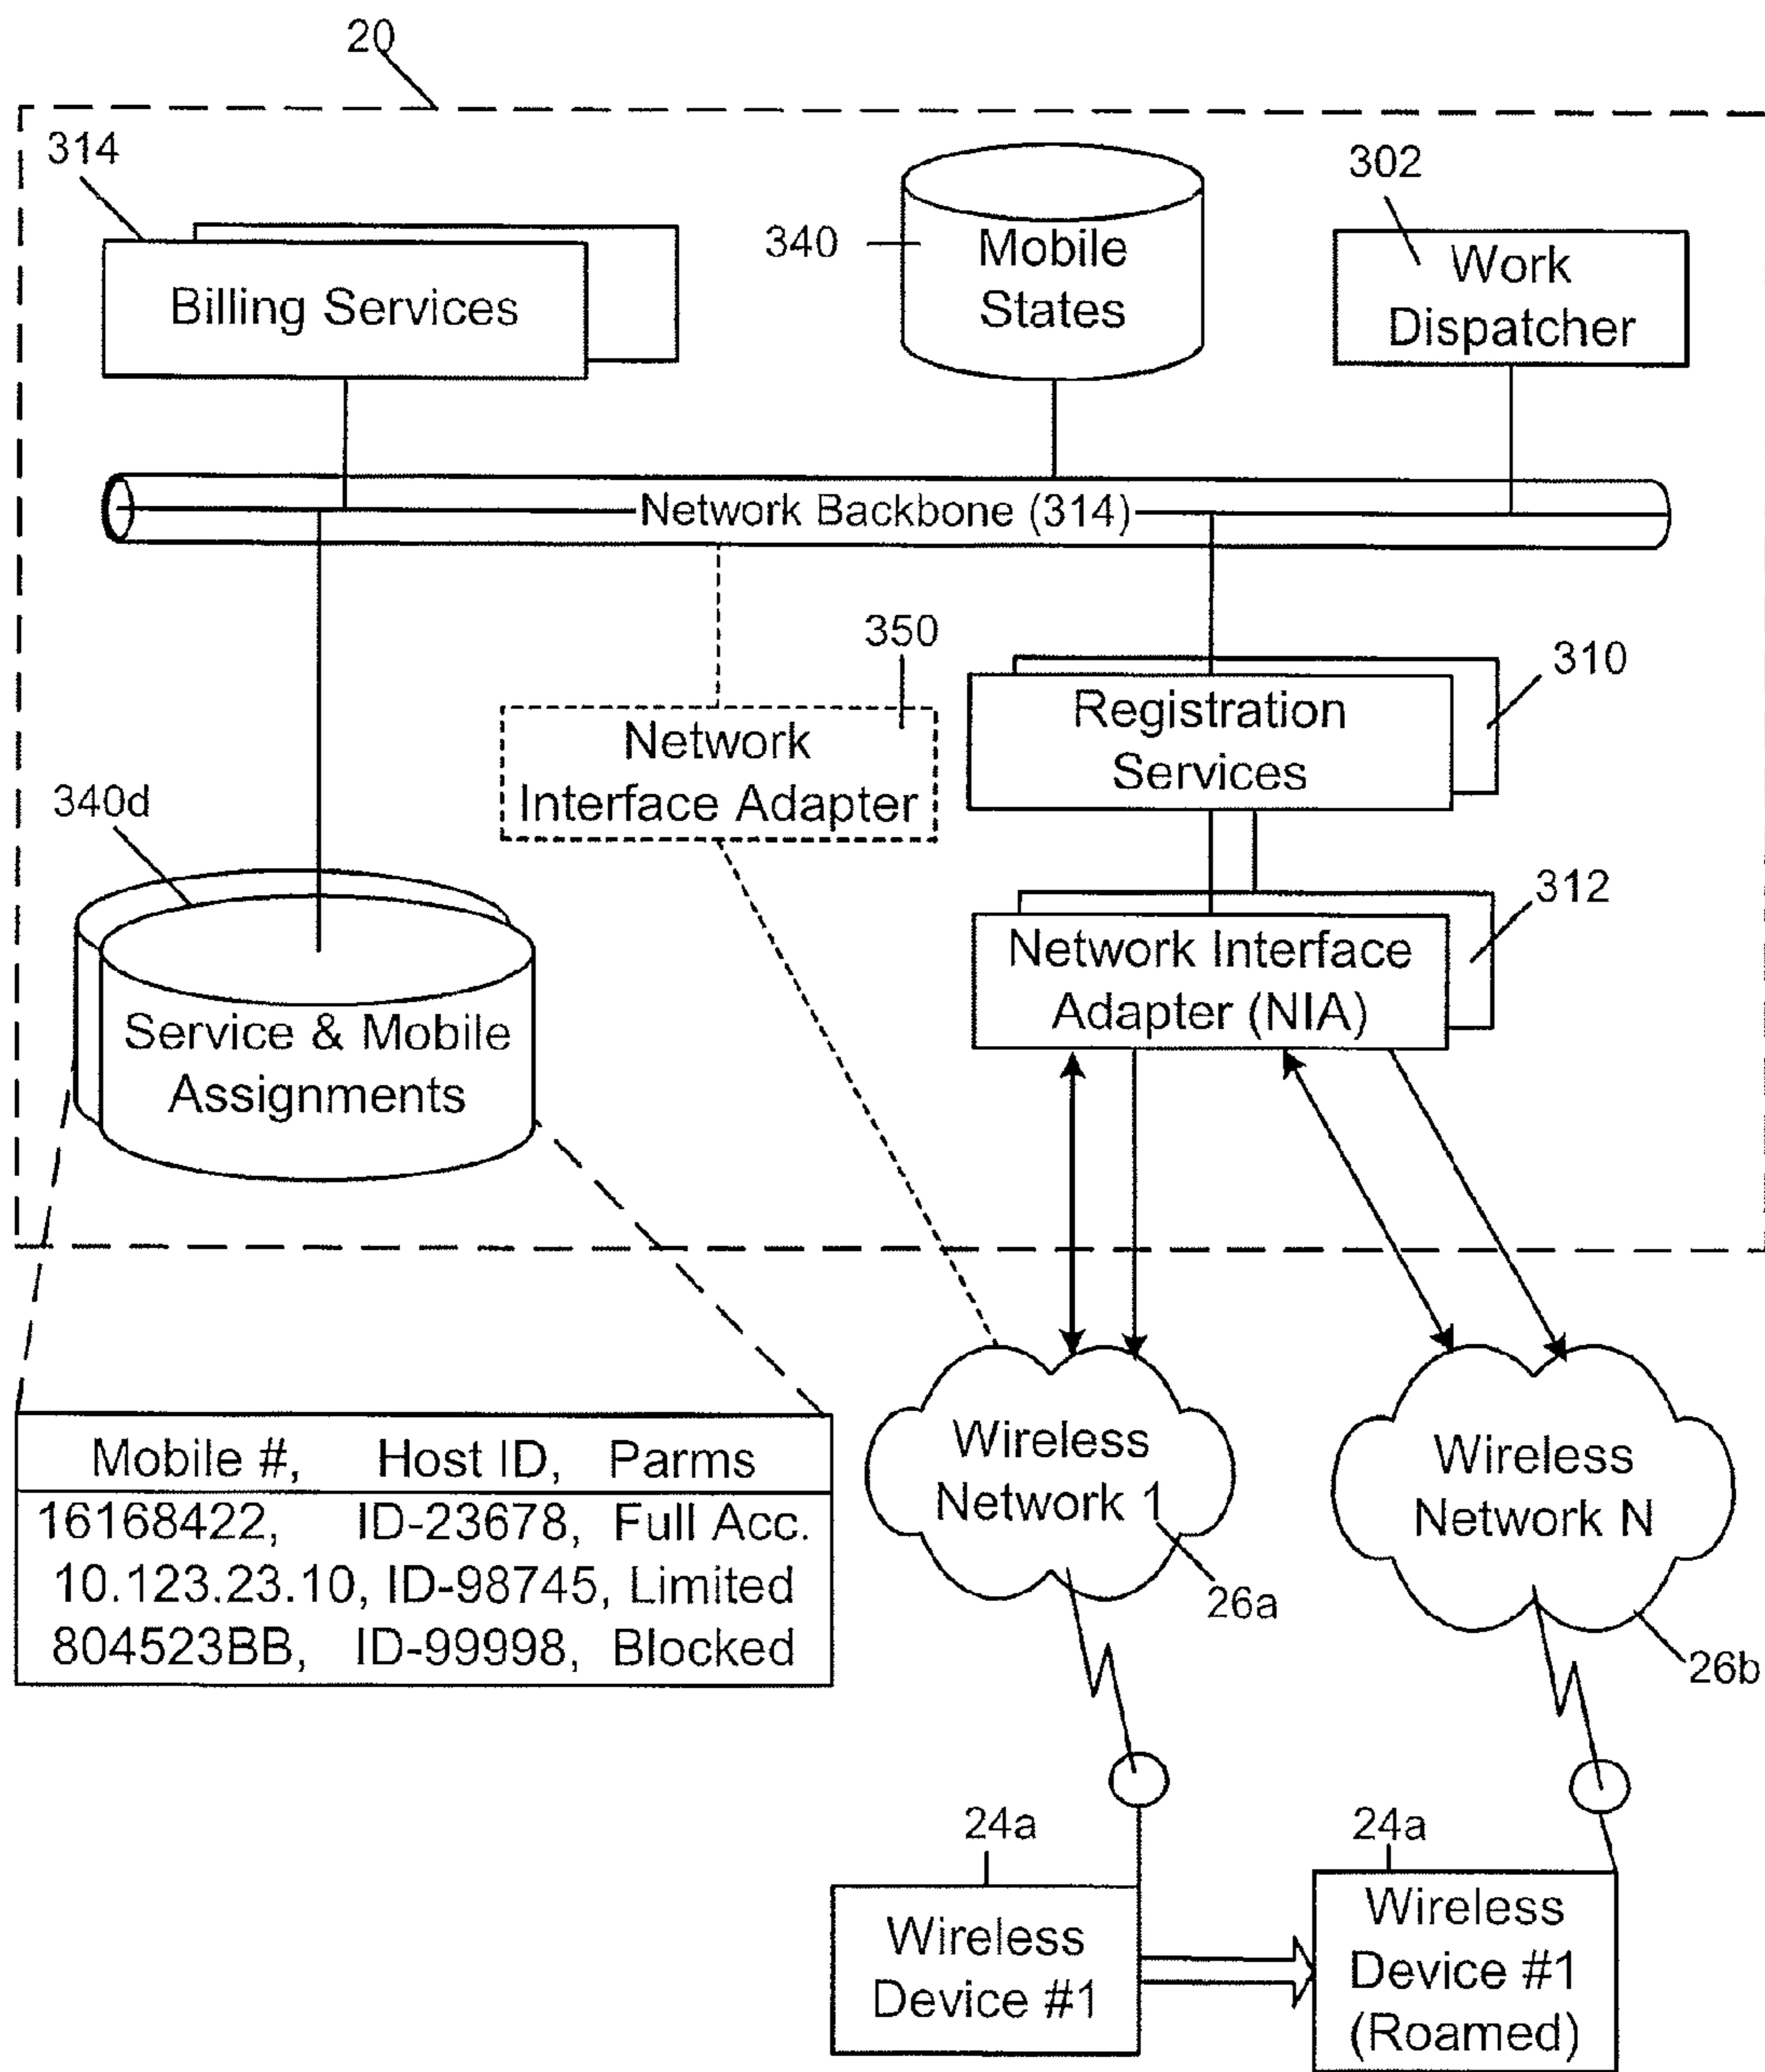 20
314
340
302
Billing Services
Mobile
States
Work
Dispatcher
Network Backbone (314)
350
310
Network
Interface Adapter
Registration
Services
340d
312
Network Interface
Adapter (NIA)
Service & Mobile
Assignments
Mobile #, Host ID, Parms
16168422, ID-23678, Full Acc.
10.123.23.10, ID-98745, Limited
804523BB, ID-99998, Blocked
Wireless
Network 1
26a
Wireless
Network N
26b
24a
24a
Wireless
Device #1
Wireless
Device #1
(Roamed)